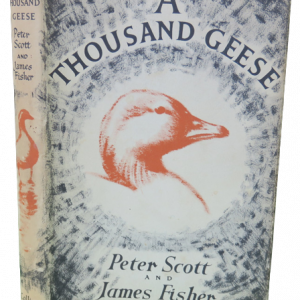 THOUSAND
GEESE
Peter
Scott
AND
James
Fisher
A
THOUSAND GEESE
Peter Scott
AND
James Fisher